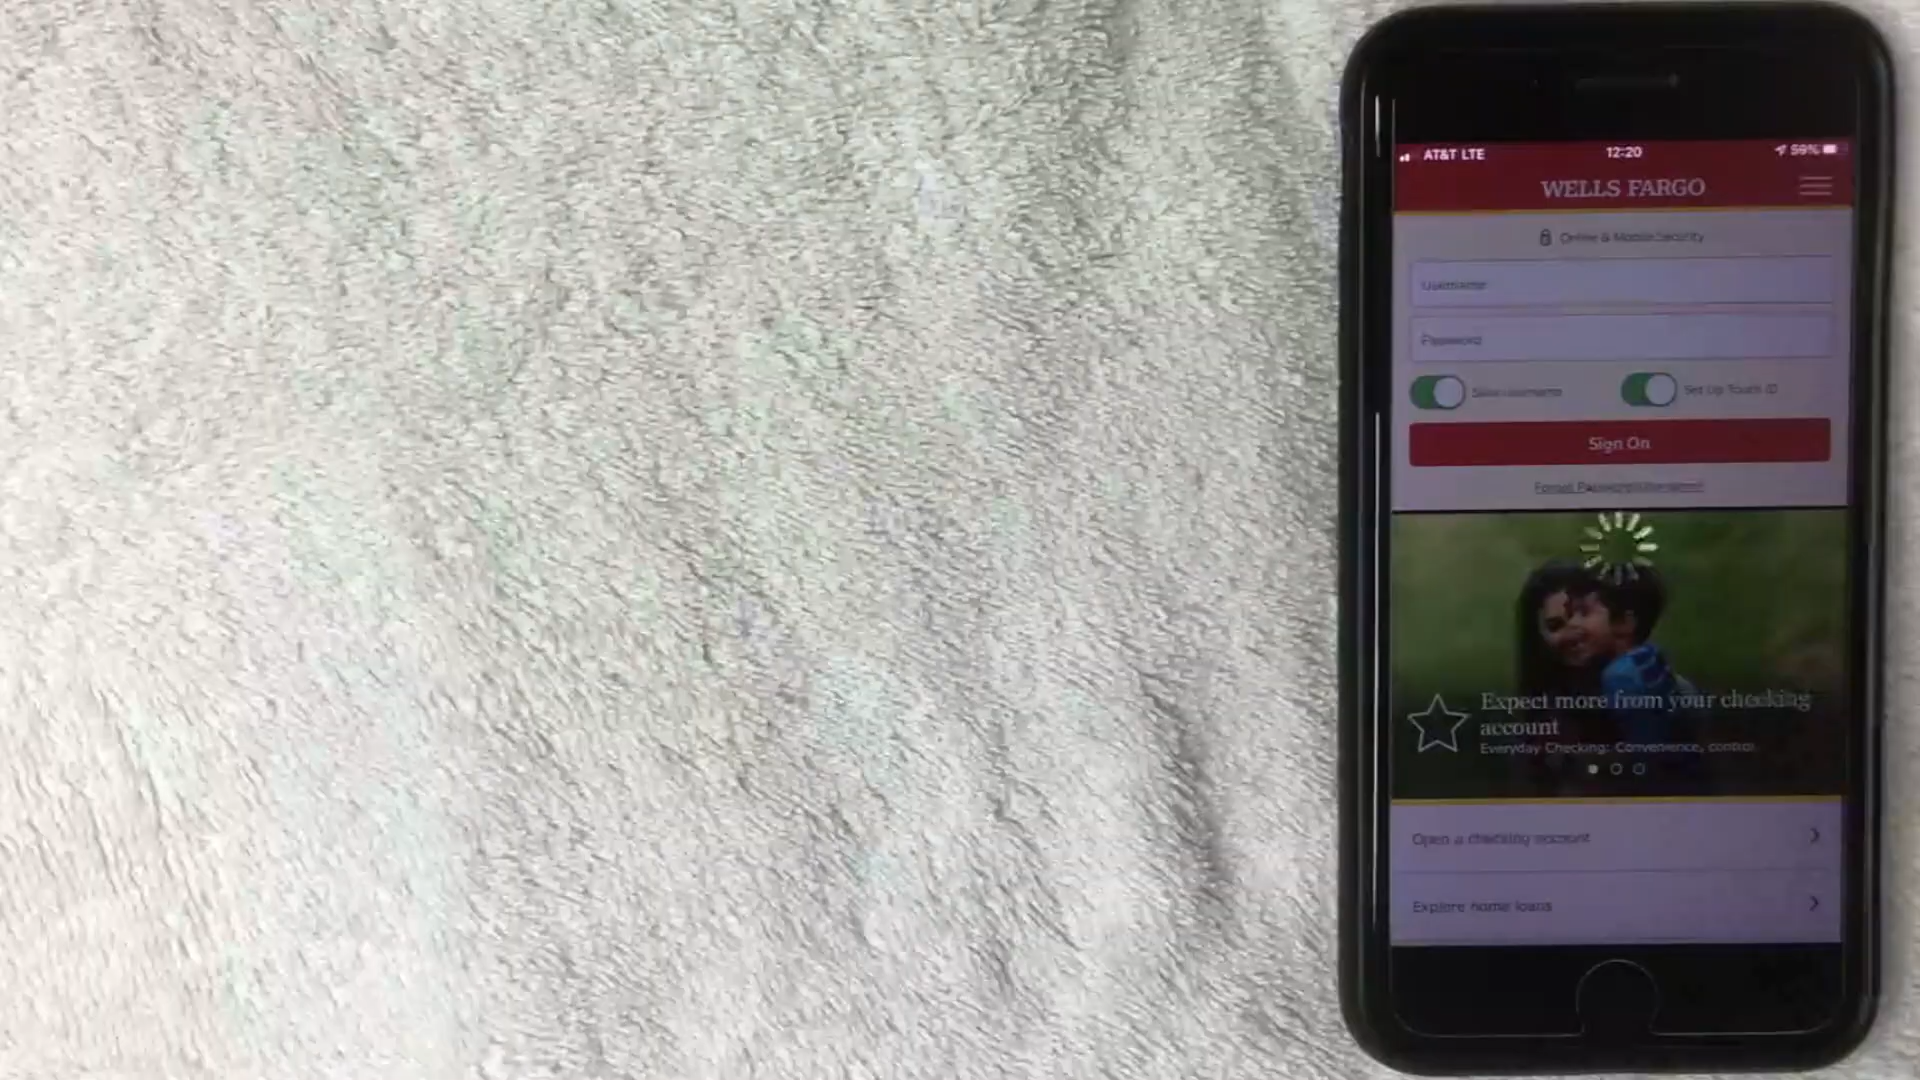 AT&T LTE 12:20 59%
WELLS FARGO
Online & Mobile Security
Username
Password
Save username Set Up Touch ID
Sign On
Forgot Password/Username?
Expect more from your checking
account
Everyday Checking: Convenience, control
Open a checking account
Explore home loans